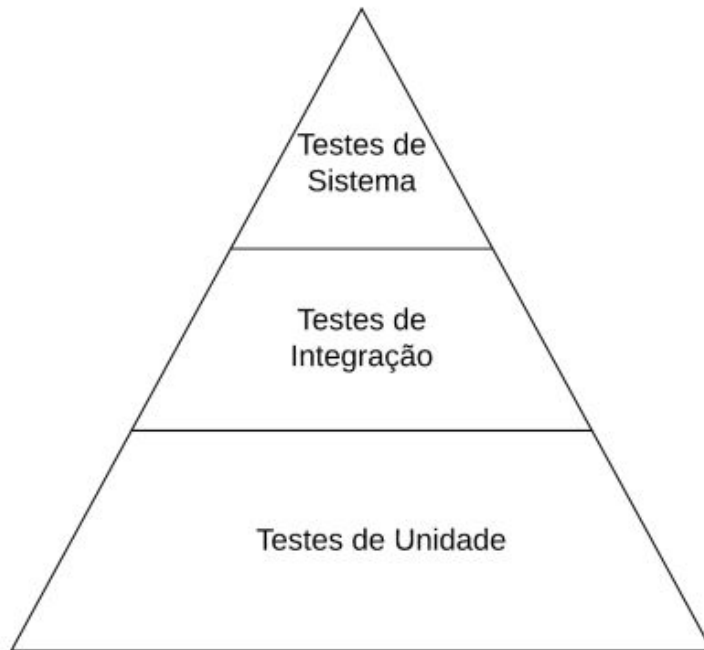 Testes de
Sistema
Testes de
Integração
Testes de Unidade